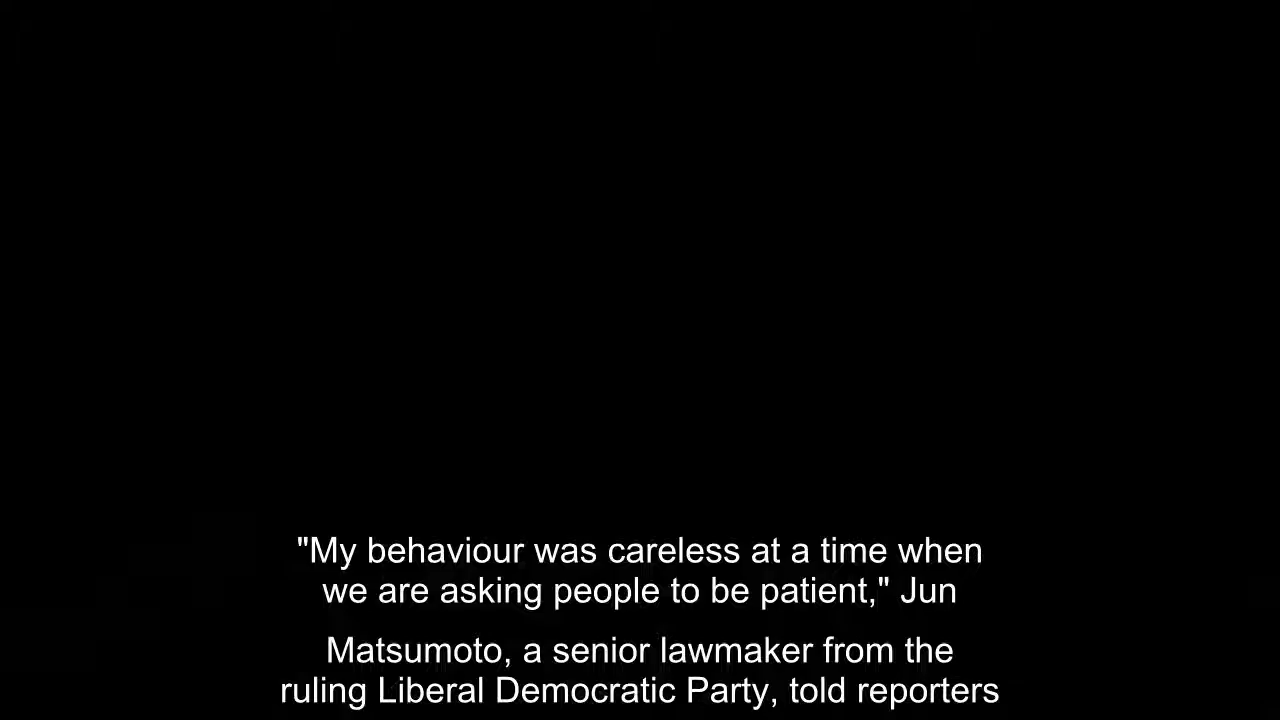 "My behaviour was careless at a time when
we are asking people to be patient," Jun
Matsumoto, a senior lawmaker from the
ruling Liberal Democratic Party, told reporters